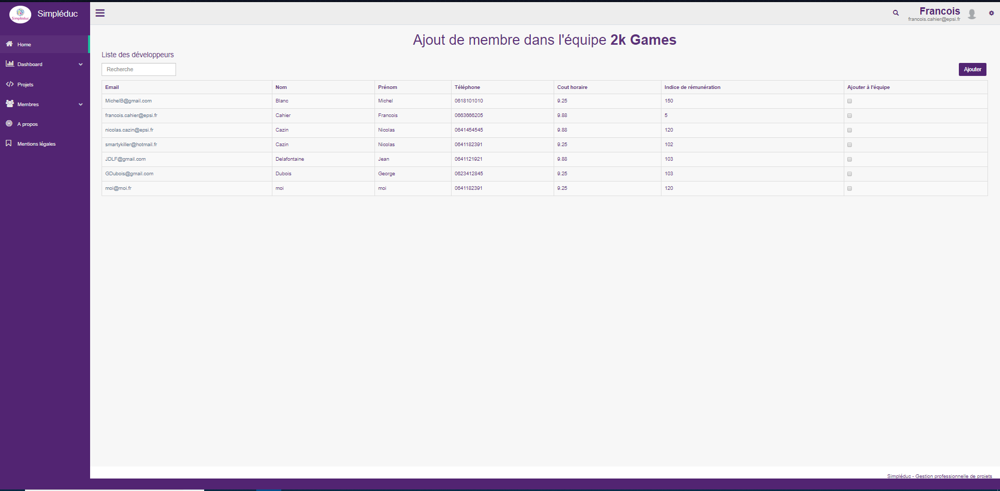 Simpléduc
Simpléduc
Francois
francois.cahier@epsi.fr
Home
Dashboard
Projets
Membres
A propos
Mentions légales
Ajout de membre dans l'équipe 2k Games
Liste des développeurs
Recherche
Ajouter
Email Nom Prénom Téléphone Cout horaire Indice de rémunération Ajouter à l'équipe
MichelB@gmail.com Blanc Michel 0618101010 9.25 150
francois.cahier@epsi.fr Cahier Francois 0663666205 9.88 5
nicolas.cazin@epsi.fr Cazin Nicolas 0641454545 9.88 120
smartykiller@hotmail.fr Cazin Nicolas 0641182391 9.25 102
JDLF@gmail.com Delafontaine Jean 0641121921 9.88 103
GDubois@gmail.com Dubois George 0623412845 9.25 103
moi@moi.fr moi moi 0641182391 9.25 120
Simpléduc - Gestion professionnelle de projets